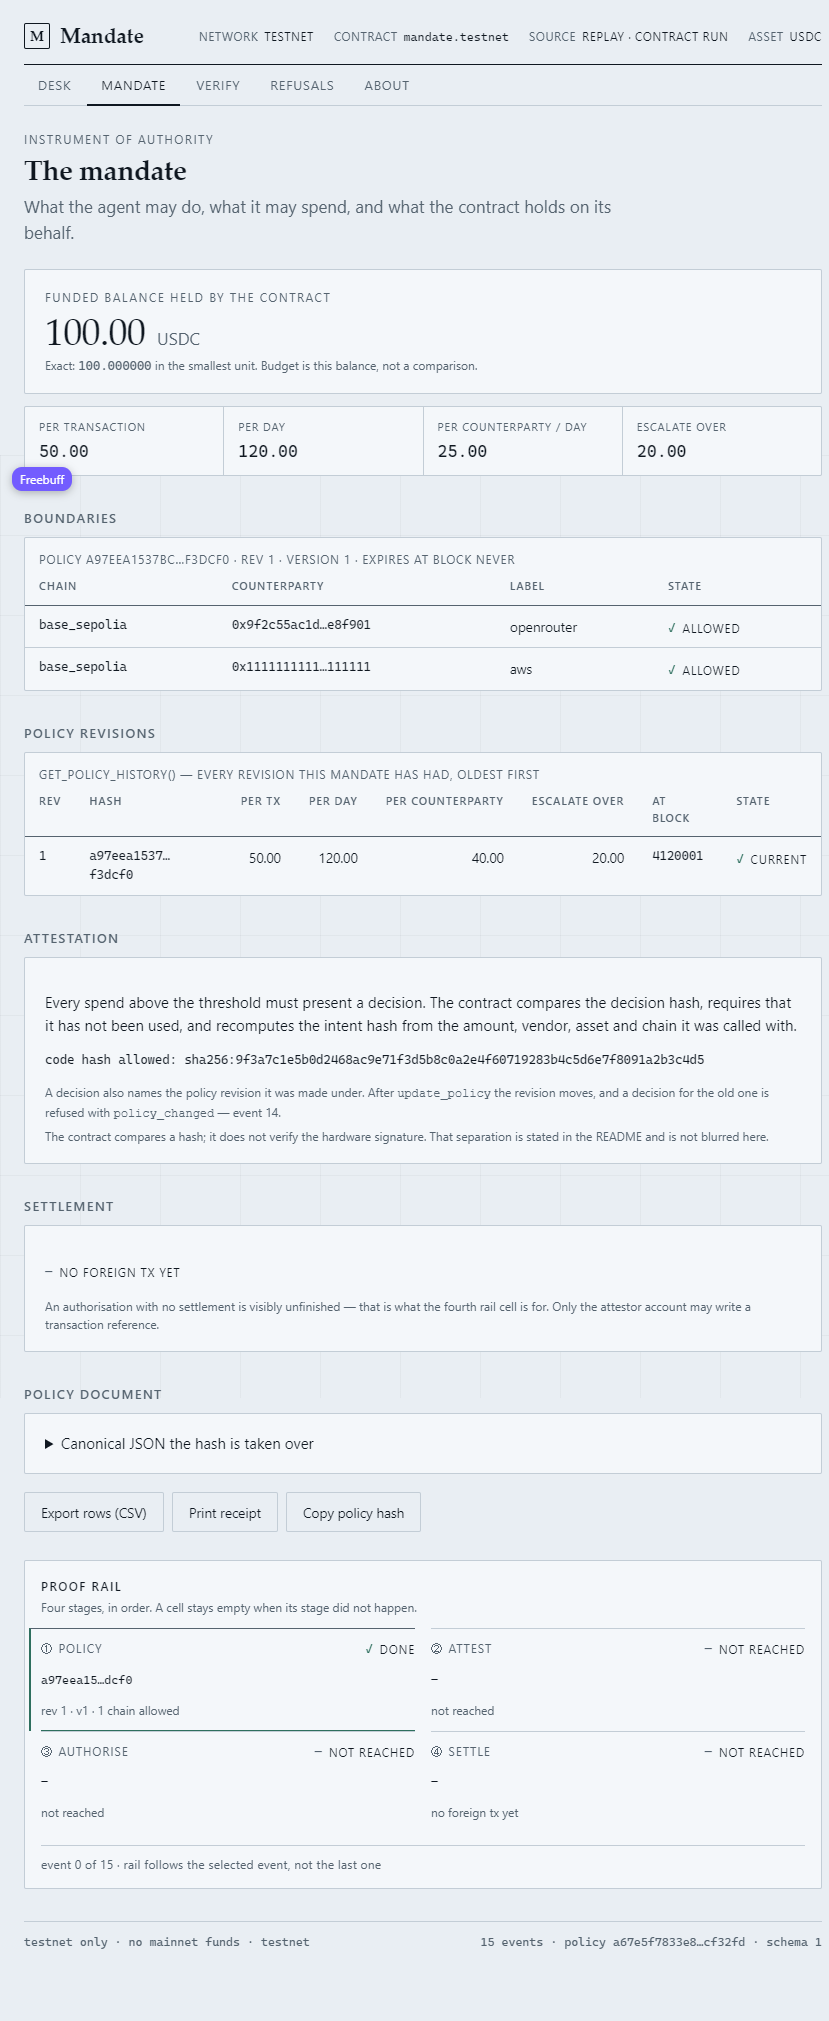 M Mandate NETWORK TESTNET CONTRACT mandate.testnet SOURCE REPLAY · CONTRACT RUN ASSET USDC
DESK MANDATE VERIFY REFUSALS ABOUT
INSTRUMENT OF AUTHORITY
The mandate
What the agent may do, what it may spend, and what the contract holds on its
behalf.
FUNDED BALANCE HELD BY THE CONTRACT
100.00 USDC
Exact: 100.000000 in the smallest unit. Budget is this balance, not a comparison.
PER TRANSACTION PER DAY PER COUNTERPARTY / DAY ESCALATE OVER
50.00 120.00 25.00 20.00
Freebuff
BOUNDARIES
POLICY A97EEA1537BC…F3DCF0 · REV 1 · VERSION 1 · EXPIRES AT BLOCK NEVER
CHAIN COUNTERPARTY LABEL STATE
base_sepolia 0x9f2c55ac1d…e8f901 openrouter ✓ ALLOWED
base_sepolia 0x1111111111…111111 aws ✓ ALLOWED
POLICY REVISIONS
GET_POLICY_HISTORY() — EVERY REVISION THIS MANDATE HAS HAD, OLDEST FIRST
REV HASH PER TX PER DAY PER COUNTERPARTY ESCALATE OVER AT STATE
BLOCK
1 a97eea1537… 50.00 120.00 40.00 20.00 4120001 ✓ CURRENT
f3dcf0
ATTESTATION
Every spend above the threshold must present a decision. The contract compares the decision hash, requires that
it has not been used, and recomputes the intent hash from the amount, vendor, asset and chain it was called with.
code hash allowed: sha256:9f3a7c1e5b0d2468ac9e71f3d5b8c0a2e4f60719283b4c5d6e7f8091a2b3c4d5
A decision also names the policy revision it was made under. After update_policy the revision moves, and a decision for the old one is
refused with policy_changed — event 14.
The contract compares a hash; it does not verify the hardware signature. That separation is stated in the README and is not blurred here.
SETTLEMENT
– NO FOREIGN TX YET
An authorisation with no settlement is visibly unfinished — that is what the fourth rail cell is for. Only the attestor account may write a
transaction reference.
POLICY DOCUMENT
▶ Canonical JSON the hash is taken over
Export rows (CSV) Print receipt Copy policy hash
PROOF RAIL
Four stages, in order. A cell stays empty when its stage did not happen.
① POLICY ✓ DONE ② ATTEST – NOT REACHED
a97eea15…dcf0 –
rev 1 · v1 · 1 chain allowed not reached
③ AUTHORISE – NOT REACHED ④ SETTLE – NOT REACHED
– –
not reached no foreign tx yet
event 0 of 15 · rail follows the selected event, not the last one
testnet only · no mainnet funds · testnet 15 events · policy a67e5f7833e8…cf32fd · schema 1